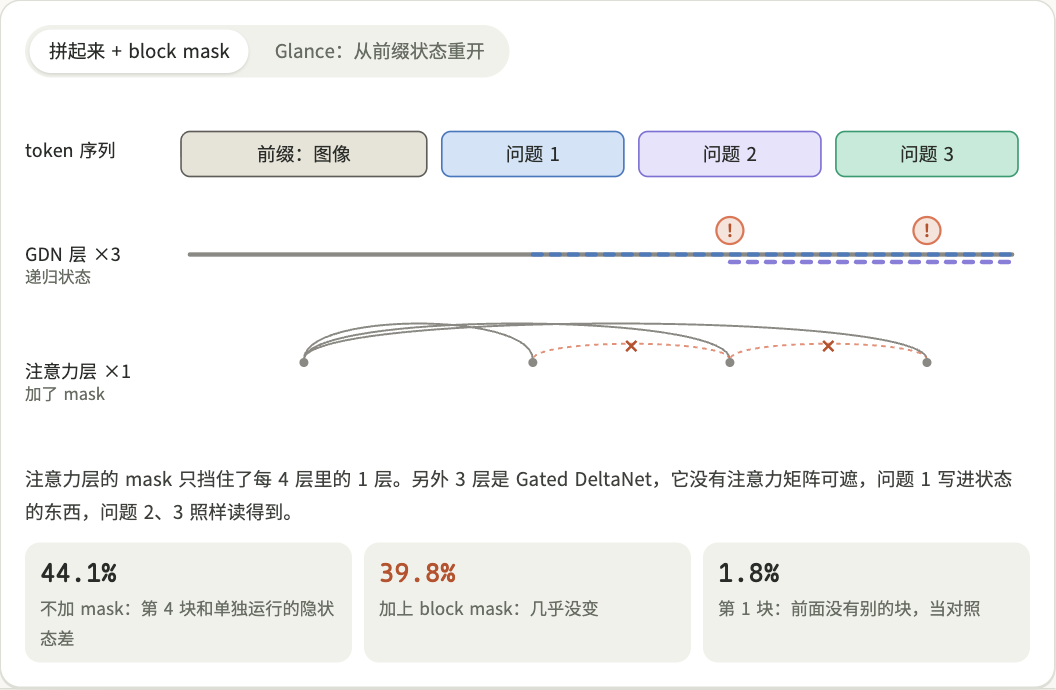 拼起来 + block mask
Glance：从前缀状态重开
token 序列
前缀：图像
问题 1
问题 2
问题 3
!
!
GDN 层 ×3
递归状态
注意力层 ×1
加了 mask
注意力层的 mask 只挡住了每 4 层里的 1 层。另外 3 层是 Gated DeltaNet，它没有注意力矩阵可遮，问题 1 写进状态
的东西，问题 2、3 照样读得到。
44.1%
不加 mask：第 4 块和单独运行的隐状
态差
39.8%
加上 block mask：几乎没变
1.8%
第 1 块：前面没有别的块，当对照